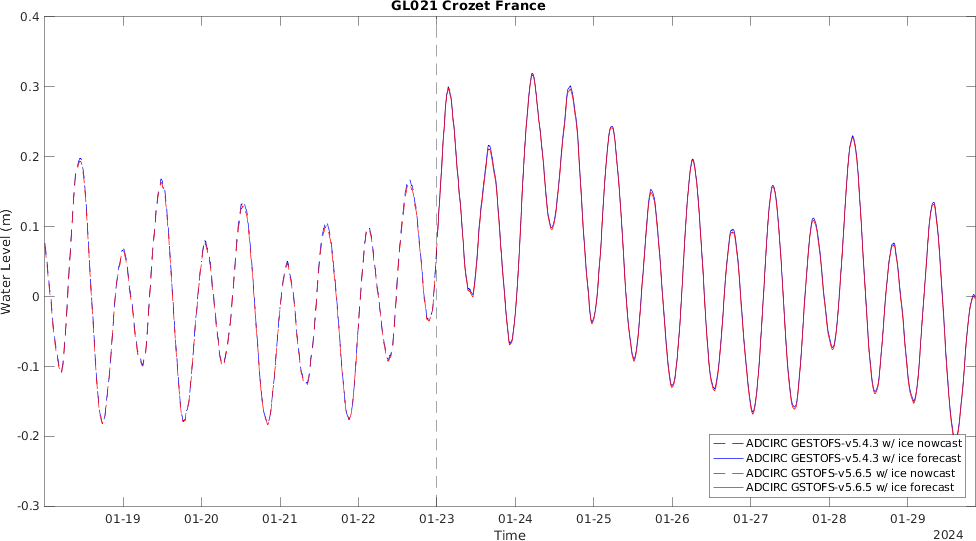 GL021 Crozet France
0.4
0.3
0.2
0.1
0
-0.1
-0.2
-0.3
Water Level (m)
ADCIRC GESTOFS-v5.4.3 w/ ice nowcast
ADCIRC GESTOFS-v5.4.3 w/ ice forecast
ADCIRC GSTOFS-v5.6.5 w/ ice nowcast
ADCIRC GSTOFS-v5.6.5 w/ ice forecast
01-19 01-20 01-21 01-22 01-23 01-24 01-25 01-26 01-27 01-28 01-29
Time
2024